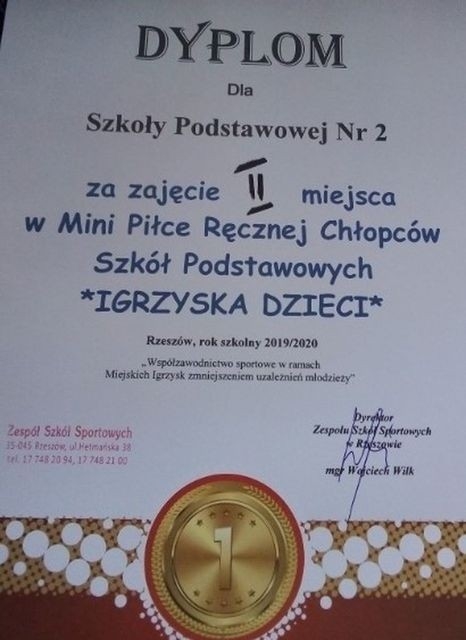 DYPLOM
Dla
Szkoły Podstawowej Nr 2
za zajęcie II miejsca
w Mini Piłce Ręcznej Chłopców
Szkół Podstawowych
*IGRZYSKA DZIECI*
Rzeszów, rok szkolny 2019/2020
„Współzawodnictwo sportowe w ramach
Miejskich Igrzysk zmniejszeniem uzależnień młodzieży”
Zespół Szkół Sportowych
35-045 Rzeszów, ul.Hetmańska 38
tel. 17 748 20 94, 17 748 21 00
Dyrektor
Zespołu Szkół Sportowych
w Rzeszowie
mgr Wojciech Wilk
1